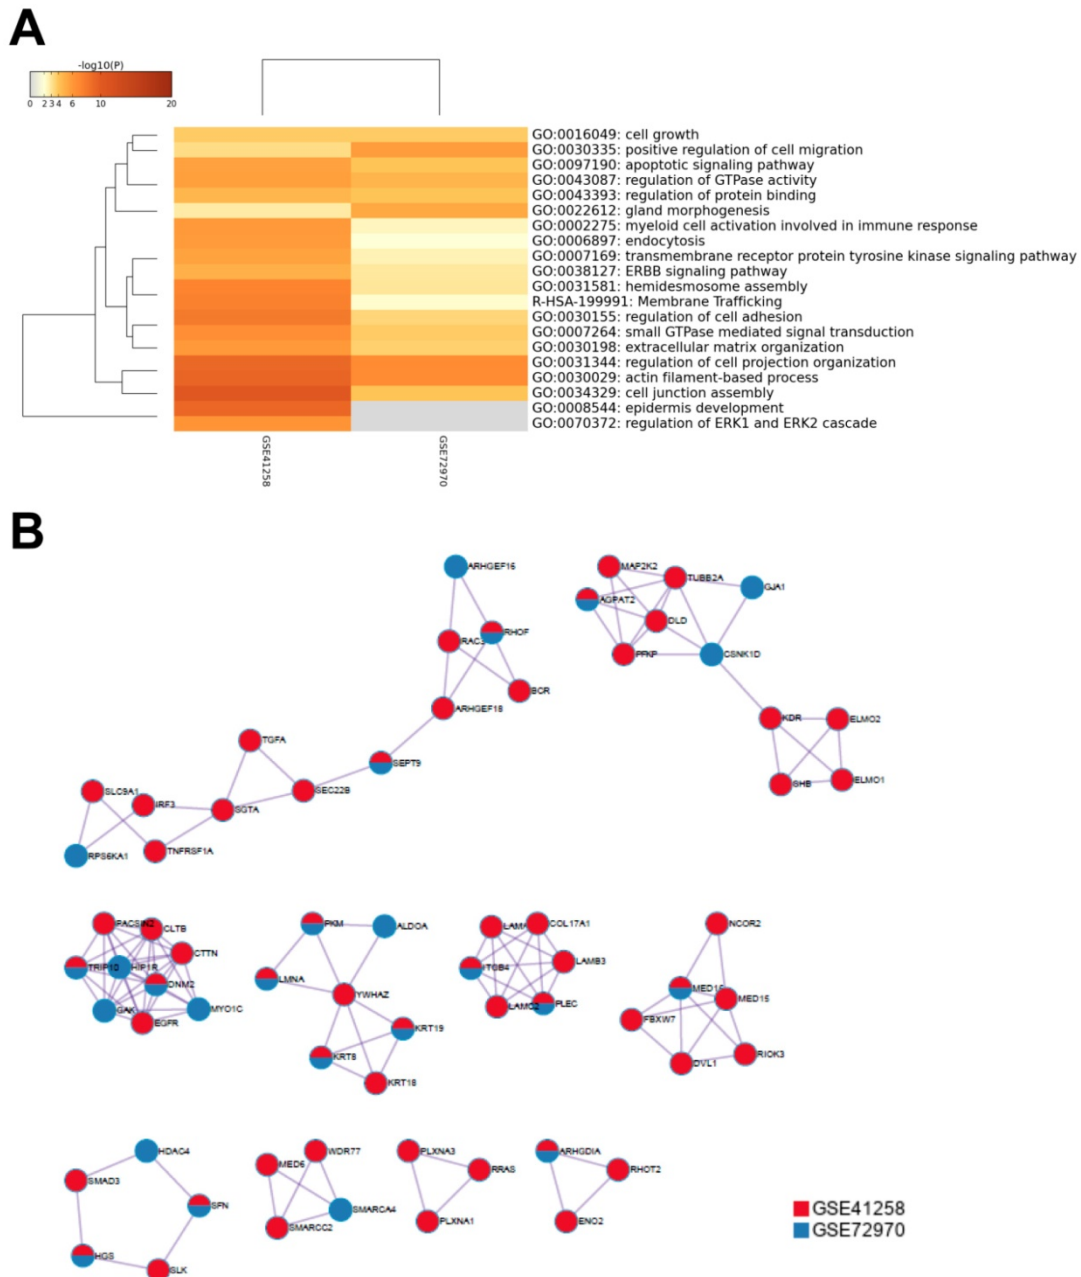 A
-log10(P)
0 2 3 4 6 10 20
GO:0016049: cell growth
GO:0030335: positive regulation of cell migration
GO:0097190: apoptotic signaling pathway
GO:0043087: regulation of GTPase activity
GO:0043393: regulation of protein binding
GO:0022612: gland morphogenesis
GO:0002275: myeloid cell activation involved in immune response
GO:0006897: endocytosis
GO:0007169: transmembrane receptor protein tyrosine kinase signaling pathway
GO:0038127: ERBB signaling pathway
GO:0031581: hemidesmosome assembly
R-HSA-199991: Membrane Trafficking
GO:0030155: regulation of cell adhesion
GO:0007264: small GTPase mediated signal transduction
GO:0030198: extracellular matrix organization
GO:0031344: regulation of cell projection organization
GO:0030029: actin filament-based process
GO:0034329: cell junction assembly
GO:0008544: epidermis development
GO:0070372: regulation of ERK1 and ERK2 cascade
GSE41258
GSE72970
B
ARHGEF16
RHOF
BCR
ARHGEF18
SEPT9
TGFA
SEC22B
SLC9A1
IRF3
SGTA
RPS6KA1
TNFRSF1A
MAP2K2
TUBB2A
GJA1
AGPAT2
DLD
PFKP
CSNK1D
KDR
ELMO2
SHB
ELMO1
PACSIN2
CLTB
CTTN
TRIP10
HIP1R
DNM2
GAK
MYO1C
EGFR
PKM
ALDOA
LMNA
YWHAZ
KRT19
KRT8
KRT18
COL17A1
LAMB3
ITGB4
LAMC2
PLEC
NCOR2
MED15
FBXW7
DVL1
RIOK3
HDAC4
SMAD3
SFN
HGS
SLK
WDR77
MED6
SMARCA4
SMARCC2
PLXNA3
RRAS
PLXNA1
ARHGDIA
RHOT2
ENO2
GSE41258
GSE72970